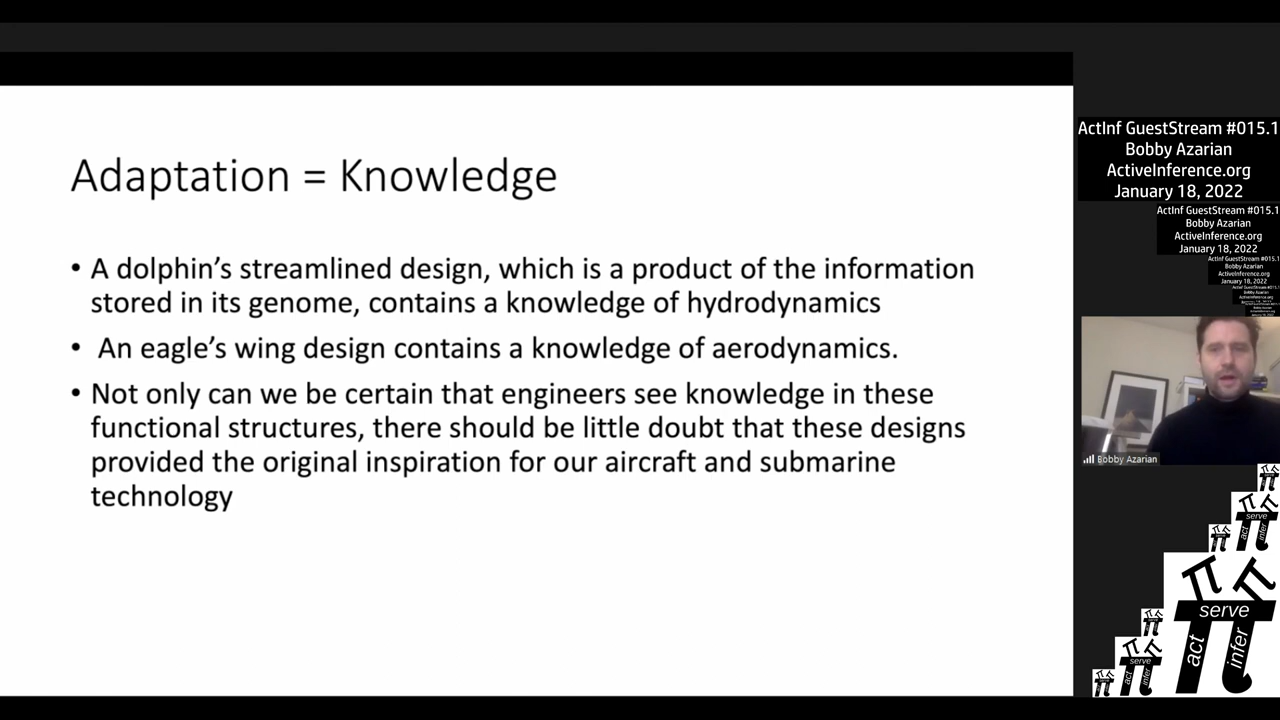 Adaptation = Knowledge
• A dolphin’s streamlined design, which is a product of the information
stored in its genome, contains a knowledge of hydrodynamics
• An eagle’s wing design contains a knowledge of aerodynamics.
• Not only can we be certain that engineers see knowledge in these
functional structures, there should be little doubt that these designs
provided the original inspiration for our aircraft and submarine
technology
ActInf GuestStream #015.1
Bobby Azarian
ActiveInference.org
January 18, 2022
ActInf GuestStream #015.1
Bobby Azarian
ActiveInference.org
January 18, 2022
ActInf GuestStream #015.1
Bobby Azarian
ActiveInference.org
January 18, 2022
Bobby Azarian
serve
act
infer
serve
act
infer
serve
act
infer